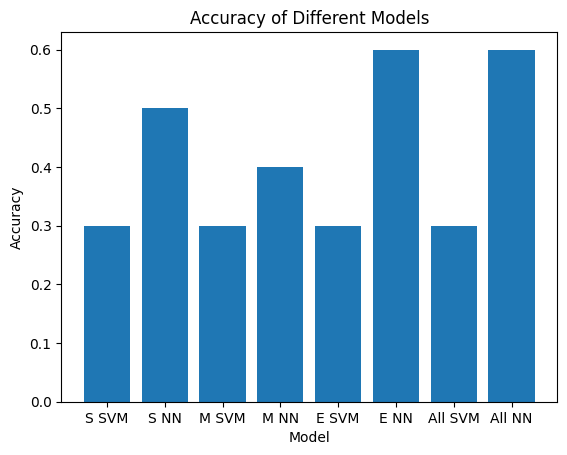 Accuracy of Different Models
Accuracy
0.6
0.5
0.4
0.3
0.2
0.1
0.0
S SVM S NN M SVM M NN E SVM E NN All SVM All NN
Model